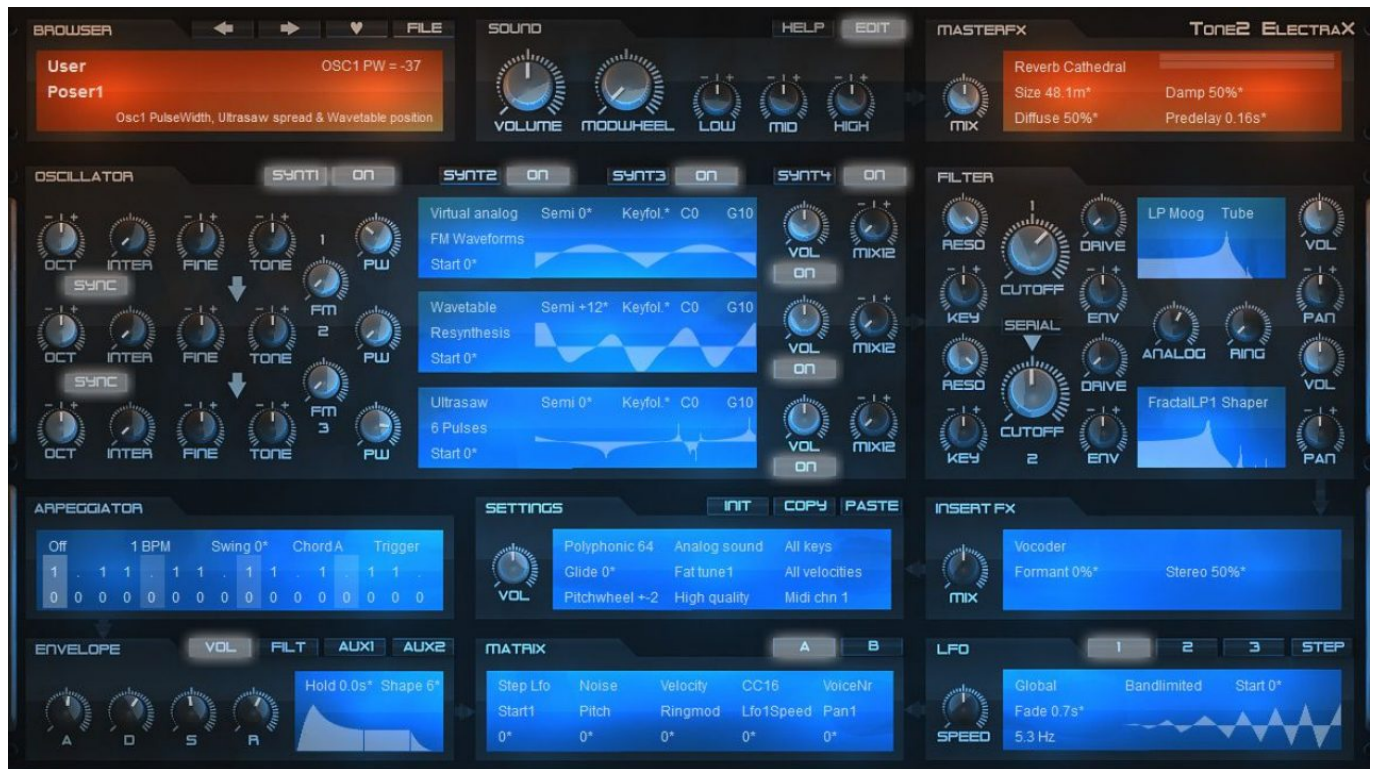 BROWSER FILE
User OSC1 PW = -37
Poser1
Osc1 PulseWidth, Ultrasaw spread & Wavetable position
SOUND HELP EDIT
- I + - I + - I +
VOLUME MODWHEEL LOW MID HIGH
MASTERFX TONE2 ELECTRAX
Reverb Cathedral
Size 48.1m* Damp 50%*
Diffuse 50%* Predelay 0.16s*
MIX
OSCILLATOR SYNT1 ON SYNT2 ON SYNT3 ON SYNT4 ON
- I + - I + - I +
OCT INTER FINE TONE 1 PW
SYNC
FM
Virtual analog Semi 0* Keyfol.* C0 G10
FM Waveforms
Start 0*
- I +
VOL MIX12
ON
- I + - I + - I +
OCT INTER FINE TONE 2 PW
SYNC
FM
Wavetable Semi +12* Keyfol.* C0 G10
Resynthesis
Start 0*
- I +
VOL MIX12
ON
- I + - I + - I +
OCT INTER FINE TONE 3 PW
Ultrasaw Semi 0* Keyfol.* C0 G10
6 Pulses
Start 0*
- I +
VOL MIX12
ON
FILTER
RESO 1 DRIVE
LP Moog Tube
VOL
- I + - I + - I +
KEY CUTOFF ENV PAN
SERIAL
- I +
ANALOG RING
RESO DRIVE
VOL
FractalLP1 Shaper
- I + - I + - I +
KEY CUTOFF 2 ENV PAN
ARPEGGIATOR
Off 1 BPM Swing 0* Chord A Trigger
1 . 1 1 . 1 1 . 1 1 . 1 . 1 1 .
0 0 0 0 0 0 0 0 0 0 0 0 0 0 0 0
SETTINGS INIT COPY PASTE
Polyphonic 64 Analog sound All keys
Glide 0* Fat tune1 All velocities
Pitchwheel +-2 High quality Midi chn 1
VOL
INSERT FX
Vocoder
Formant 0%* Stereo 50%*
MIX
ENVELOPE VOL FILT AUX1 AUX2
Hold 0.0s* Shape 6*
A D S R
MATRIX A B
Step Lfo Noise Velocity CC16 VoiceNr
Start1 Pitch Ringmod Lfo1Speed Pan1
0* 0* 0* 0* 0*
LFO 1 2 3 STEP
Global Bandlimited Start 0*
Fade 0.7s*
SPEED 5.3 Hz